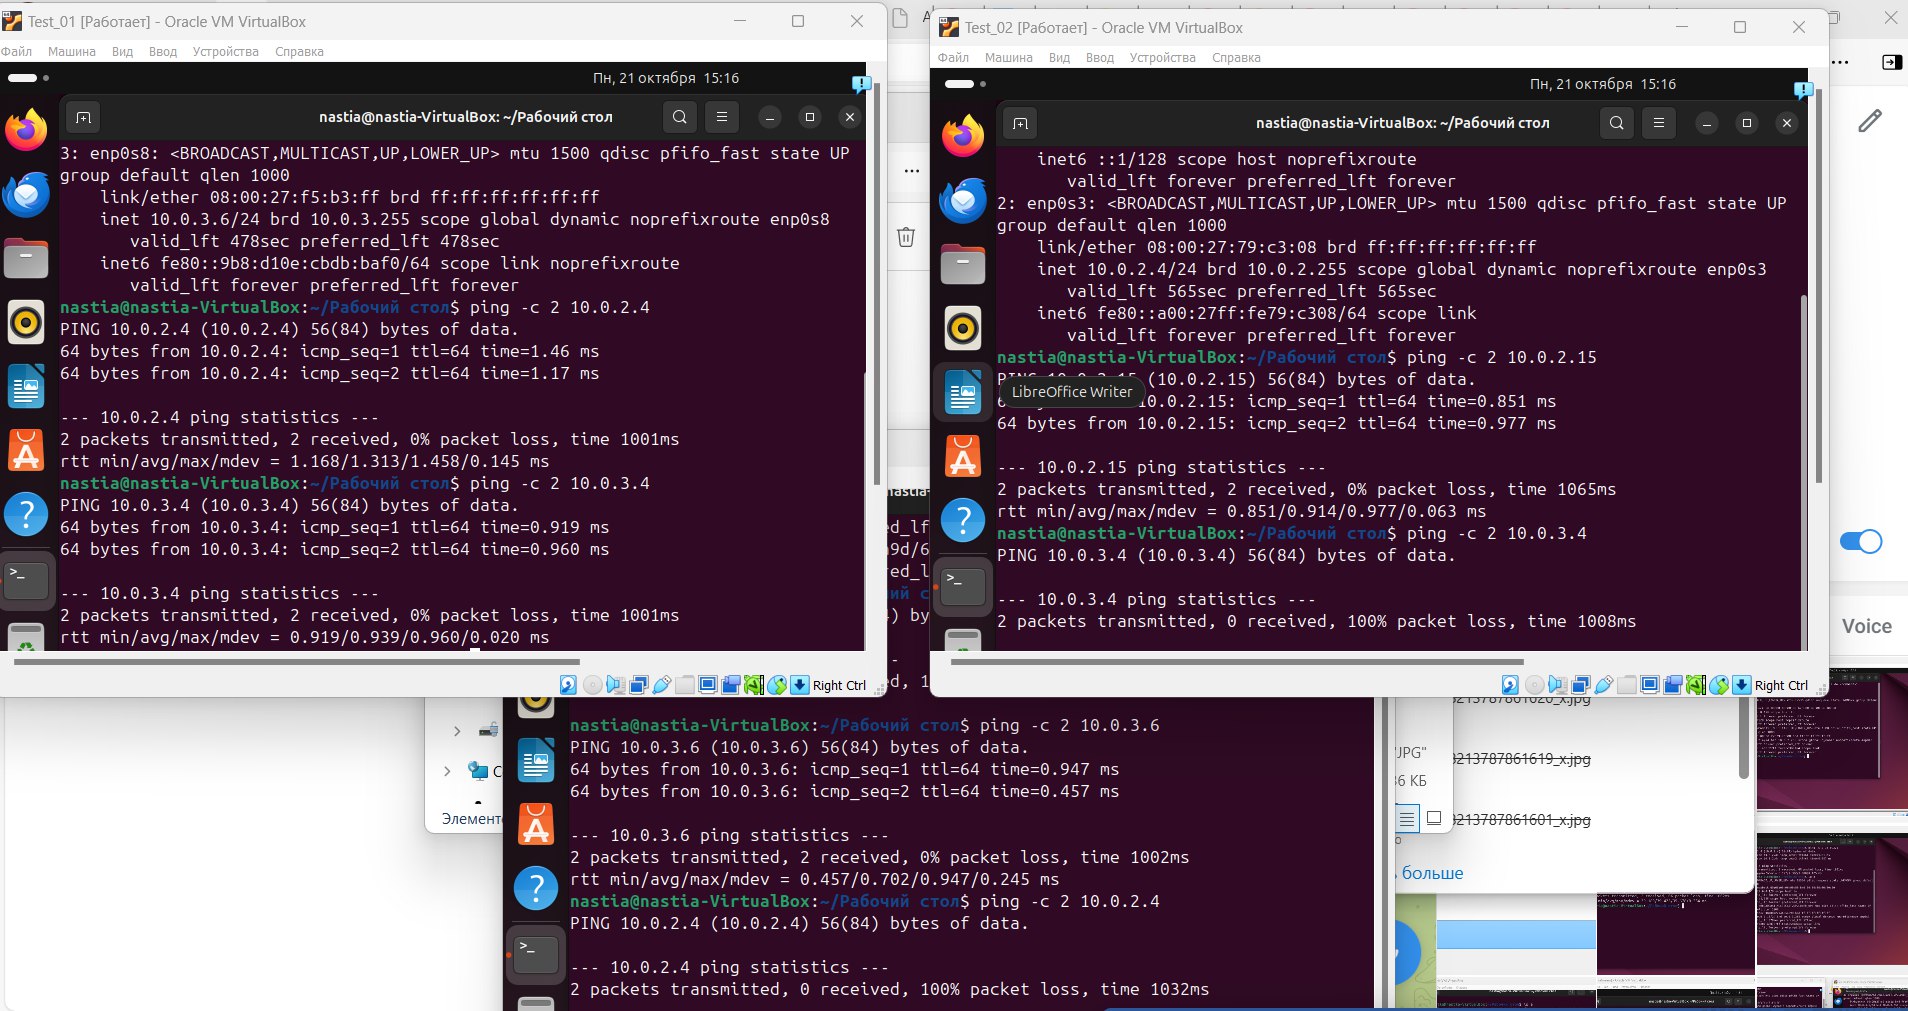 Test_01 [Работает] - Oracle VM VirtualBox
Файл Машина Вид Ввод Устройства Справка
Пн, 21 октября 15:16
nastia@nastia-VirtualBox: ~/Рабочий стол
3: enp0s8: <BROADCAST,MULTICAST,UP,LOWER_UP> mtu 1500 qdisc pfifo_fast state UP
group default qlen 1000
link/ether 08:00:27:f5:b3:ff brd ff:ff:ff:ff:ff:ff
inet 10.0.3.6/24 brd 10.0.3.255 scope global dynamic noprefixroute enp0s8
valid_lft 478sec preferred_lft 478sec
inet6 fe80::9b8:d10e:cbdb:baf0/64 scope link noprefixroute
valid_lft forever preferred_lft forever
nastia@nastia-VirtualBox:~/Рабочий стол$ ping -c 2 10.0.2.4
PING 10.0.2.4 (10.0.2.4) 56(84) bytes of data.
64 bytes from 10.0.2.4: icmp_seq=1 ttl=64 time=1.46 ms
64 bytes from 10.0.2.4: icmp_seq=2 ttl=64 time=1.17 ms
--- 10.0.2.4 ping statistics ---
2 packets transmitted, 2 received, 0% packet loss, time 1001ms
rtt min/avg/max/mdev = 1.168/1.313/1.458/0.145 ms
nastia@nastia-VirtualBox:~/Рабочий стол$ ping -c 2 10.0.3.4
PING 10.0.3.4 (10.0.3.4) 56(84) bytes of data.
64 bytes from 10.0.3.4: icmp_seq=1 ttl=64 time=0.919 ms
64 bytes from 10.0.3.4: icmp_seq=2 ttl=64 time=0.960 ms
--- 10.0.3.4 ping statistics ---
2 packets transmitted, 2 received, 0% packet loss, time 1001ms
rtt min/avg/max/mdev = 0.919/0.939/0.960/0.020 ms
Right Ctrl
Test_02 [Работает] - Oracle VM VirtualBox
Файл Машина Вид Ввод Устройства Справка
Пн, 21 октября 15:16
nastia@nastia-VirtualBox: ~/Рабочий стол
inet6 ::1/128 scope host noprefixroute
valid_lft forever preferred_lft forever
2: enp0s3: <BROADCAST,MULTICAST,UP,LOWER_UP> mtu 1500 qdisc pfifo_fast state UP
group default qlen 1000
link/ether 08:00:27:79:c3:08 brd ff:ff:ff:ff:ff:ff
inet 10.0.2.4/24 brd 10.0.2.255 scope global dynamic noprefixroute enp0s3
valid_lft 565sec preferred_lft 565sec
inet6 fe80::a00:27ff:fe79:c308/64 scope link
valid_lft forever preferred_lft forever
nastia@nastia-VirtualBox:~/Рабочий стол$ ping -c 2 10.0.2.15
(10.0.2.15) 56(84) bytes of data.
LibreOffice Writer
10.0.2.15: icmp_seq=1 ttl=64 time=0.851 ms
64 bytes from 10.0.2.15: icmp_seq=2 ttl=64 time=0.977 ms
--- 10.0.2.15 ping statistics ---
2 packets transmitted, 2 received, 0% packet loss, time 1065ms
rtt min/avg/max/mdev = 0.851/0.914/0.977/0.063 ms
nastia@nastia-VirtualBox:~/Рабочий стол$ ping -c 2 10.0.3.4
PING 10.0.3.4 (10.0.3.4) 56(84) bytes of data.
--- 10.0.3.4 ping statistics ---
2 packets transmitted, 0 received, 100% packet loss, time 1008ms
Right Ctrl
Voice
nastia@nastia-VirtualBox:~/Рабочий стол$ ping -c 2 10.0.3.6
PING 10.0.3.6 (10.0.3.6) 56(84) bytes of data.
64 bytes from 10.0.3.6: icmp_seq=1 ttl=64 time=0.947 ms
64 bytes from 10.0.3.6: icmp_seq=2 ttl=64 time=0.457 ms
--- 10.0.3.6 ping statistics ---
2 packets transmitted, 2 received, 0% packet loss, time 1002ms
rtt min/avg/max/mdev = 0.457/0.702/0.947/0.245 ms
nastia@nastia-VirtualBox:~/Рабочий стол$ ping -c 2 10.0.2.4
PING 10.0.2.4 (10.0.2.4) 56(84) bytes of data.
--- 10.0.2.4 ping statistics ---
2 packets transmitted, 0 received, 100% packet loss, time 1032ms
Элемент
JPG"
36 КБ
3213787861619_x.jpg
3213787861601_x.jpg
больше